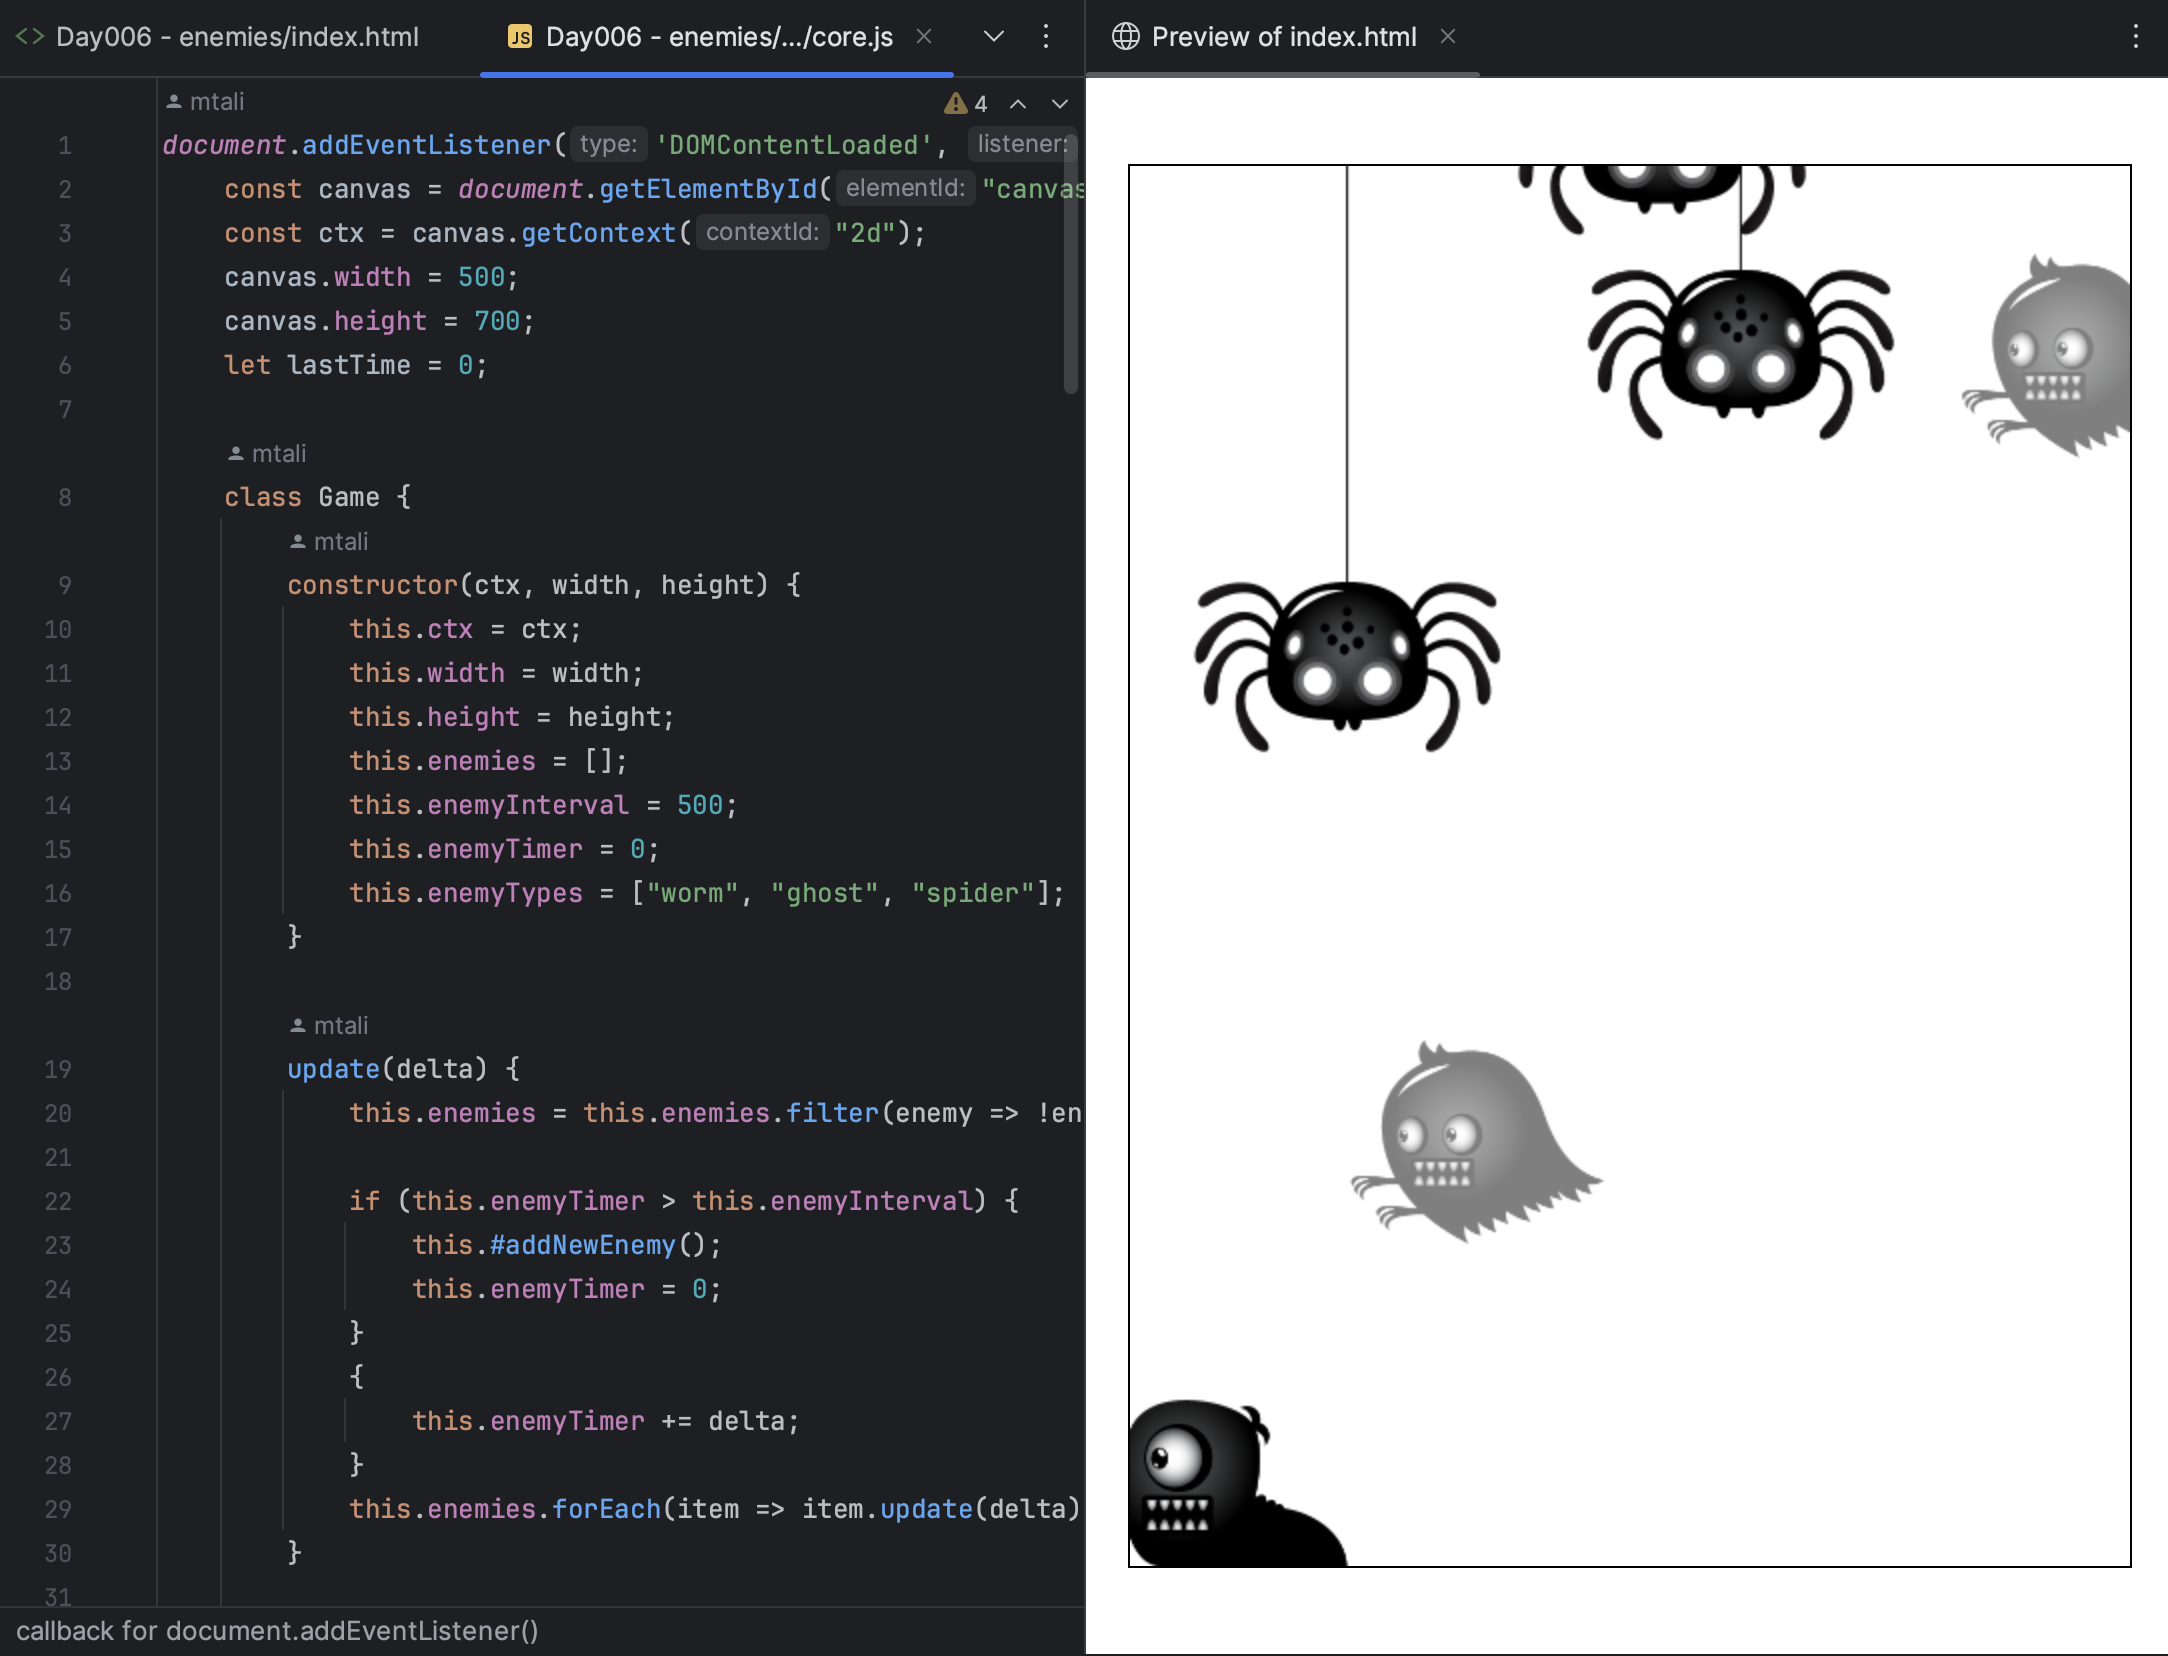 Day006 - enemies/index.html
JS Day006 - enemies/.../core.js
Preview of index.html
mtali
4
1 document.addEventListener( type: 'DOMContentLoaded', listener:
2 const canvas = document.getElementById( elementId: "canvas
3 const ctx = canvas.getContext( contextId: "2d");
4 canvas.width = 500;
5 canvas.height = 700;
6 let lastTime = 0;
7
mtali
8 class Game {
mtali
9 constructor(ctx, width, height) {
10 this.ctx = ctx;
11 this.width = width;
12 this.height = height;
13 this.enemies = [];
14 this.enemyInterval = 500;
15 this.enemyTimer = 0;
16 this.enemyTypes = ["worm", "ghost", "spider"];
17 }
18
mtali
19 update(delta) {
20 this.enemies = this.enemies.filter(enemy => !en
21
22 if (this.enemyTimer > this.enemyInterval) {
23 this.#addNewEnemy();
24 this.enemyTimer = 0;
25 }
26 {
27 this.enemyTimer += delta;
28 }
29 this.enemies.forEach(item => item.update(delta)
30 }
31
callback for document.addEventListener()